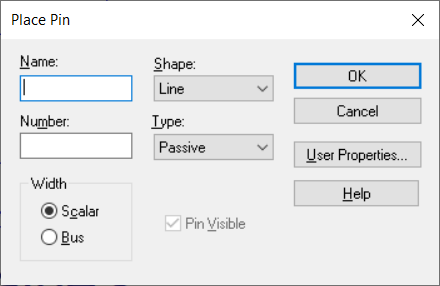 Place Pin
Name:
Shape:
Line
OK
Cancel
Number:
Type:
Passive
User Properties...
Width
Scalar
Bus
Pin Visible
Help